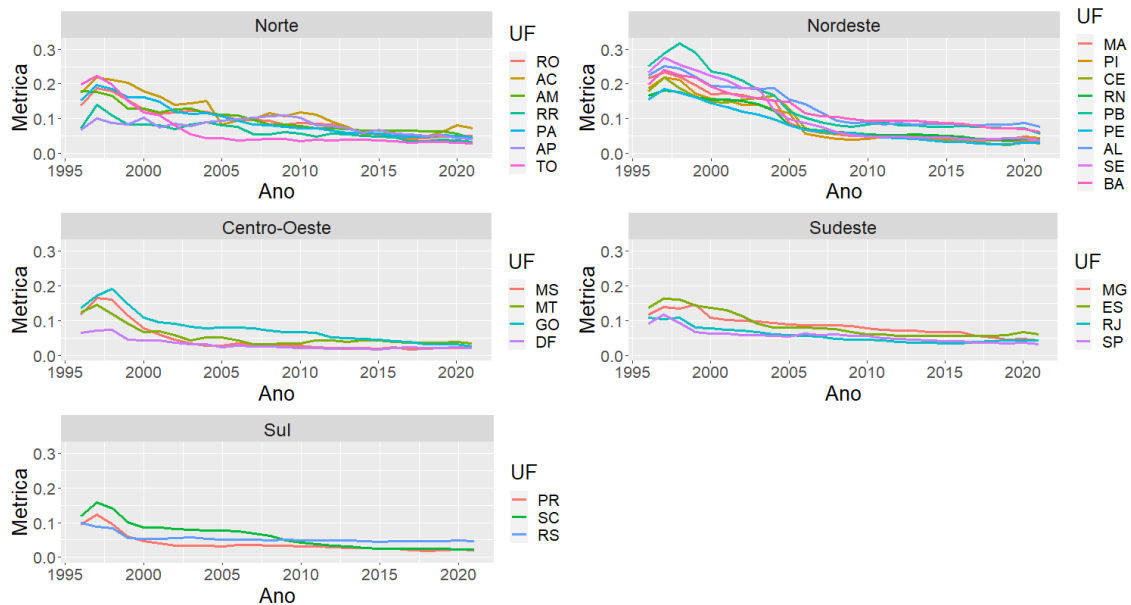 Norte
Metrica
0.3
0.2
0.1
0.0
1995 2000 2005 2010 2015 2020
Ano
UF
RO
AC
AM
RR
PA
AP
TO
Nordeste
Metrica
0.3
0.2
0.1
0.0
1995 2000 2005 2010 2015 2020
Ano
UF
MA
PI
CE
RN
PB
PE
AL
SE
BA
Centro-Oeste
Metrica
0.3
0.2
0.1
0.0
1995 2000 2005 2010 2015 2020
Ano
UF
MS
MT
GO
DF
Sudeste
Metrica
0.3
0.2
0.1
0.0
1995 2000 2005 2010 2015 2020
Ano
UF
MG
ES
RJ
SP
Sul
Metrica
0.3
0.2
0.1
0.0
1995 2000 2005 2010 2015 2020
Ano
UF
PR
SC
RS